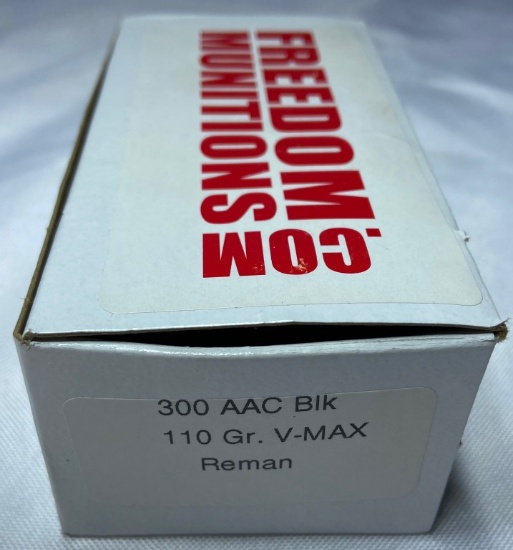 FREEDOM
MUNITIONS.COM
300 AAC Blk
110 Gr. V-MAX
Reman